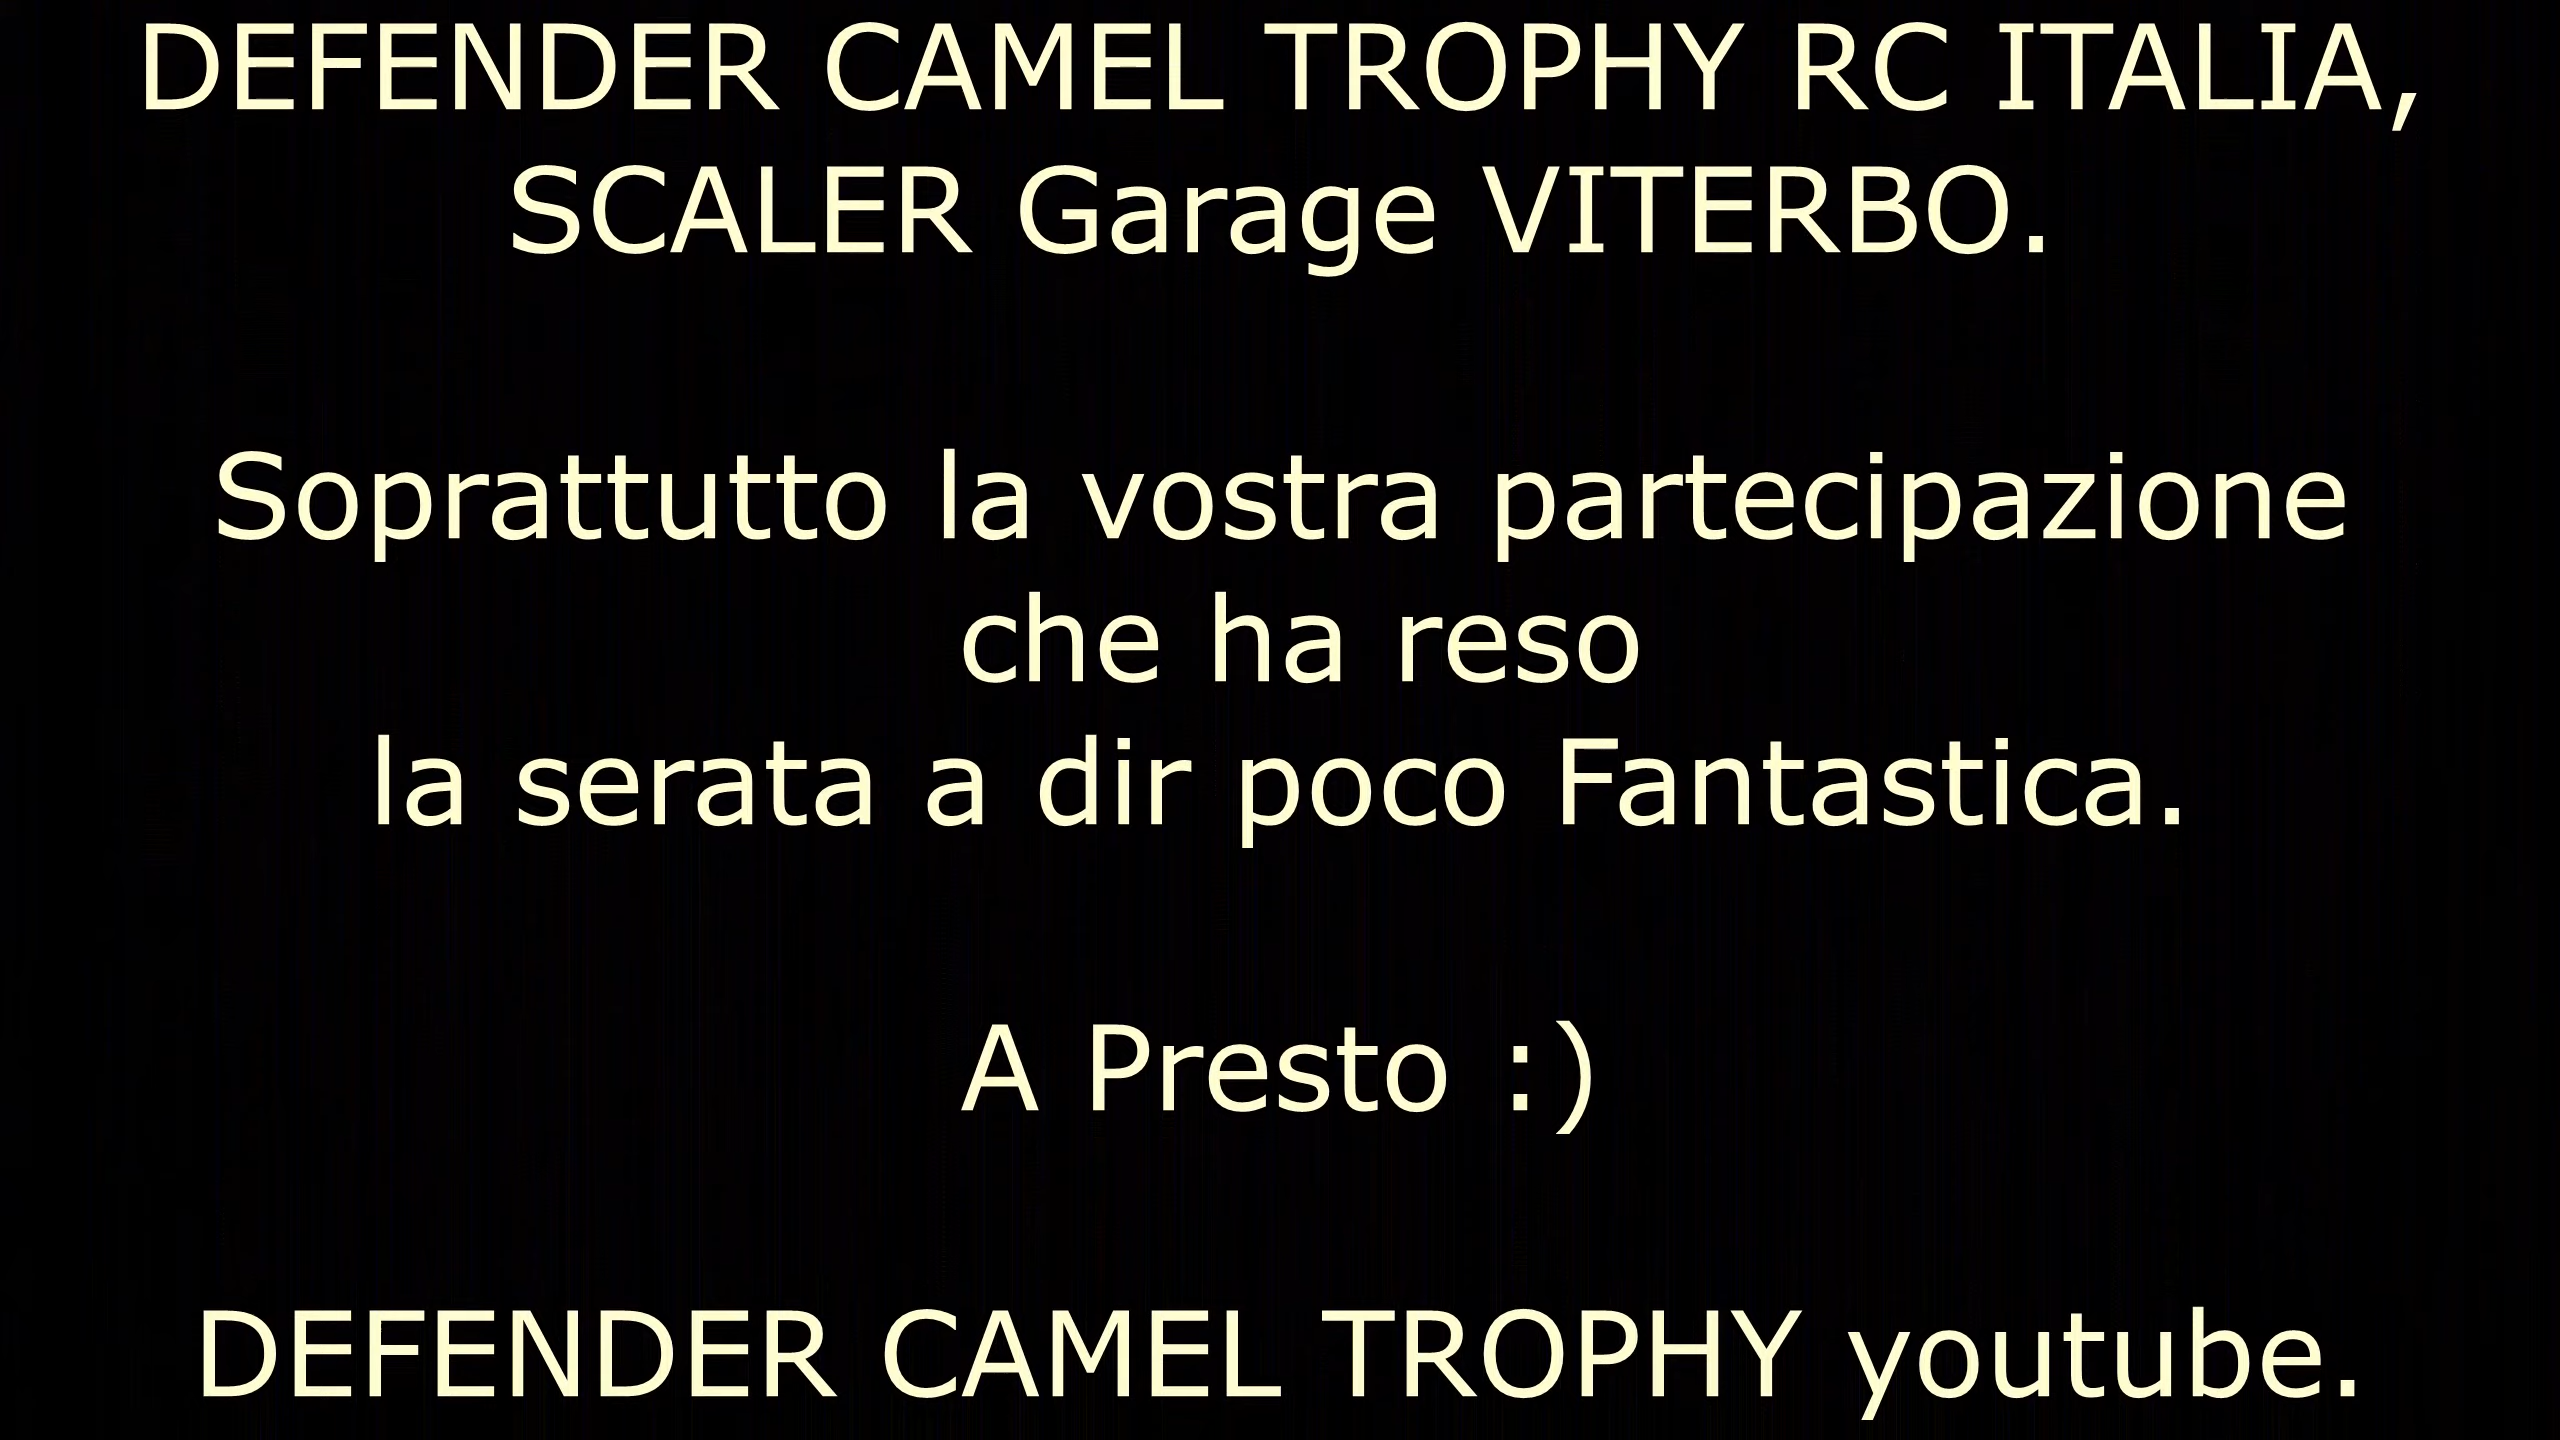 DEFENDER CAMEL TROPHY RC ITALIA,
SCALER Garage VITERBO.
Soprattutto la vostra partecipazione
che ha reso
la serata a dir poco Fantastica.
A Presto :)
DEFENDER CAMEL TROPHY youtube.